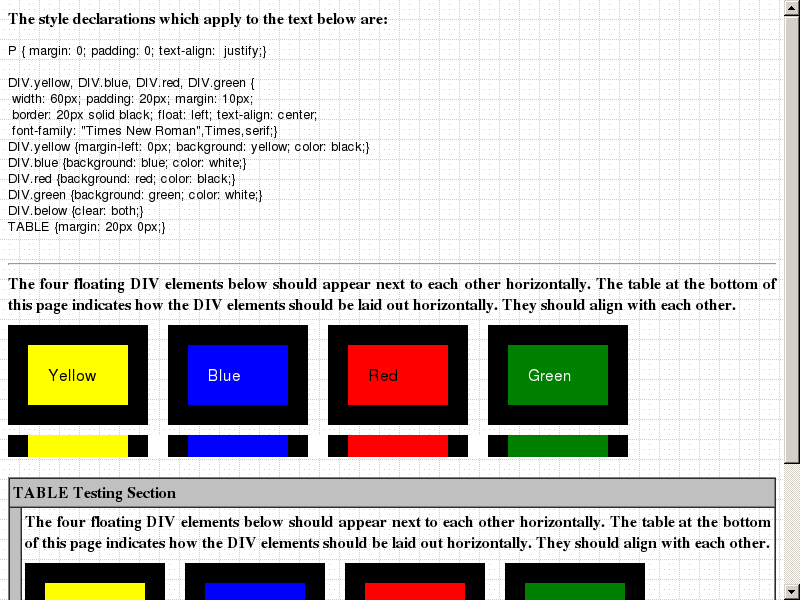 The style declarations which apply to the text below are:
P { margin: 0; padding: 0; text-align:  justify;}
DIV.yellow, DIV.blue, DIV.red, DIV.green {
 width: 60px; padding: 20px; margin: 10px;
 border: 20px solid black; float: left; text-align: center;
 font-family: "Times New Roman",Times,serif;}
DIV.yellow {margin-left: 0px; background: yellow; color: black;}
DIV.blue {background: blue; color: white;}
DIV.red {background: red; color: black;}
DIV.green {background: green; color: white;}
DIV.below {clear: both;}
TABLE {margin: 20px 0px;}
The four floating DIV elements below should appear next to each other horizontally. The table at the bottom of
this page indicates how the DIV elements should be laid out horizontally. They should align with each other.
Yellow Blue Red Green
TABLE Testing Section
The four floating DIV elements below should appear next to each other horizontally. The table at the bottom
of this page indicates how the DIV elements should be laid out horizontally. They should align with each other.